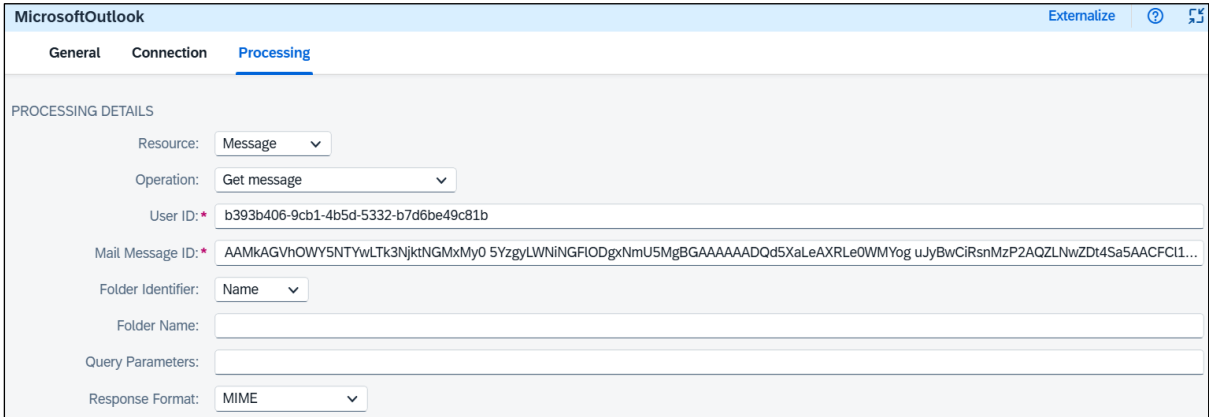 MicrosoftOutlook Externalize
General Connection Processing
PROCESSING DETAILS
Resource: Message
Operation: Get message
User ID:* b393b406-9cb1-4b5d-5332-b7d6be49c81b
Mail Message ID:* AAMkAGVhOWY5NTYwLTk3NjktNGMxMy0 5YzgyLWNiNGFlODgxNmU5MgBGAAAAAADQd5XaLeAXRLe0WMYog uJyBwCiRsnMzP2AQZLNwZDt4Sa5AACFCl1...
Folder Identifier: Name
Folder Name:
Query Parameters:
Response Format: MIME